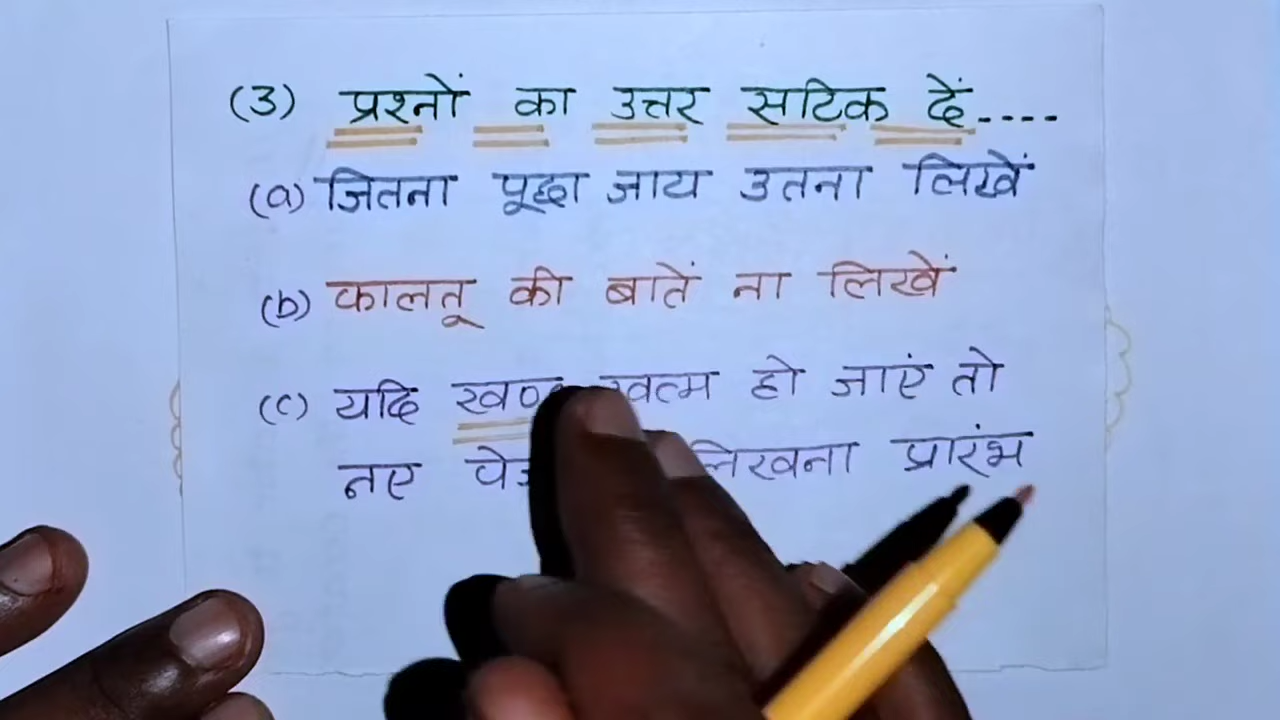 (3) प्रश्नों का उत्तर सटिक दें....
(a) जितना पूछा जाय उतना लिखें
(b) फालतू की बातें ना लिखें
(c) यदि खत्म हो जाएं तो
नए लिखना प्रारंभ